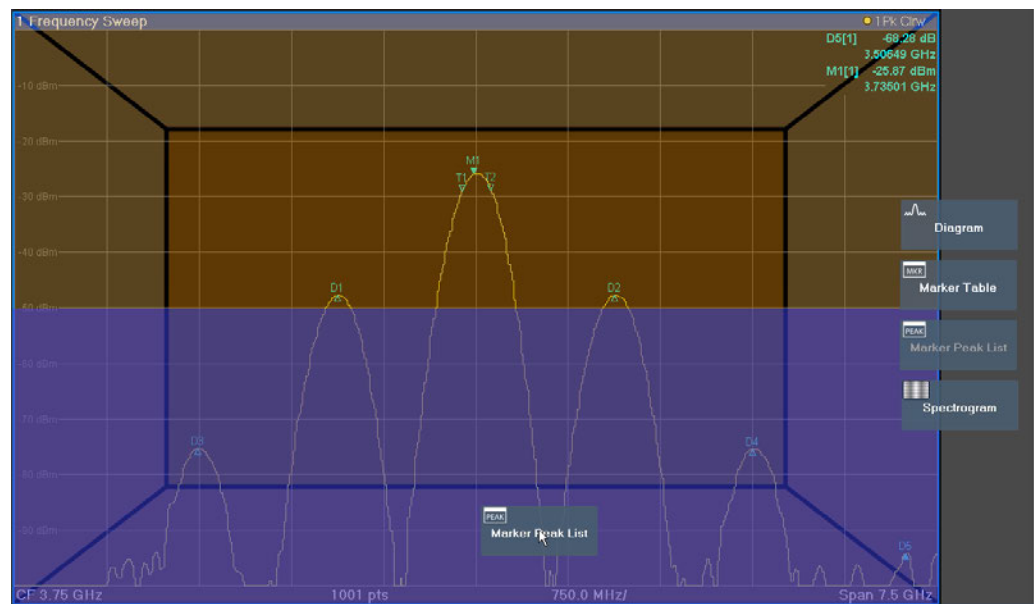 1 Frequency Sweep
1Pk Clrw
D5[1] -68.28 dB
3.50649 GHz
M1[1] -25.87 dBm
3.73501 GHz
-10 dBm
-20 dBm
M1
T1 T2
-30 dBm
-40 dBm
D1 D2
-50 dBm
-60 dBm
-70 dBm
D3 D4
-80 dBm
-90 dBm
D5
CF 3.75 GHz 1001 pts 750.0 MHz/ Span 7.5 GHz
PEAK
Marker Peak List
Diagram
MKR
Marker Table
PEAK
Marker Peak List
Spectrogram